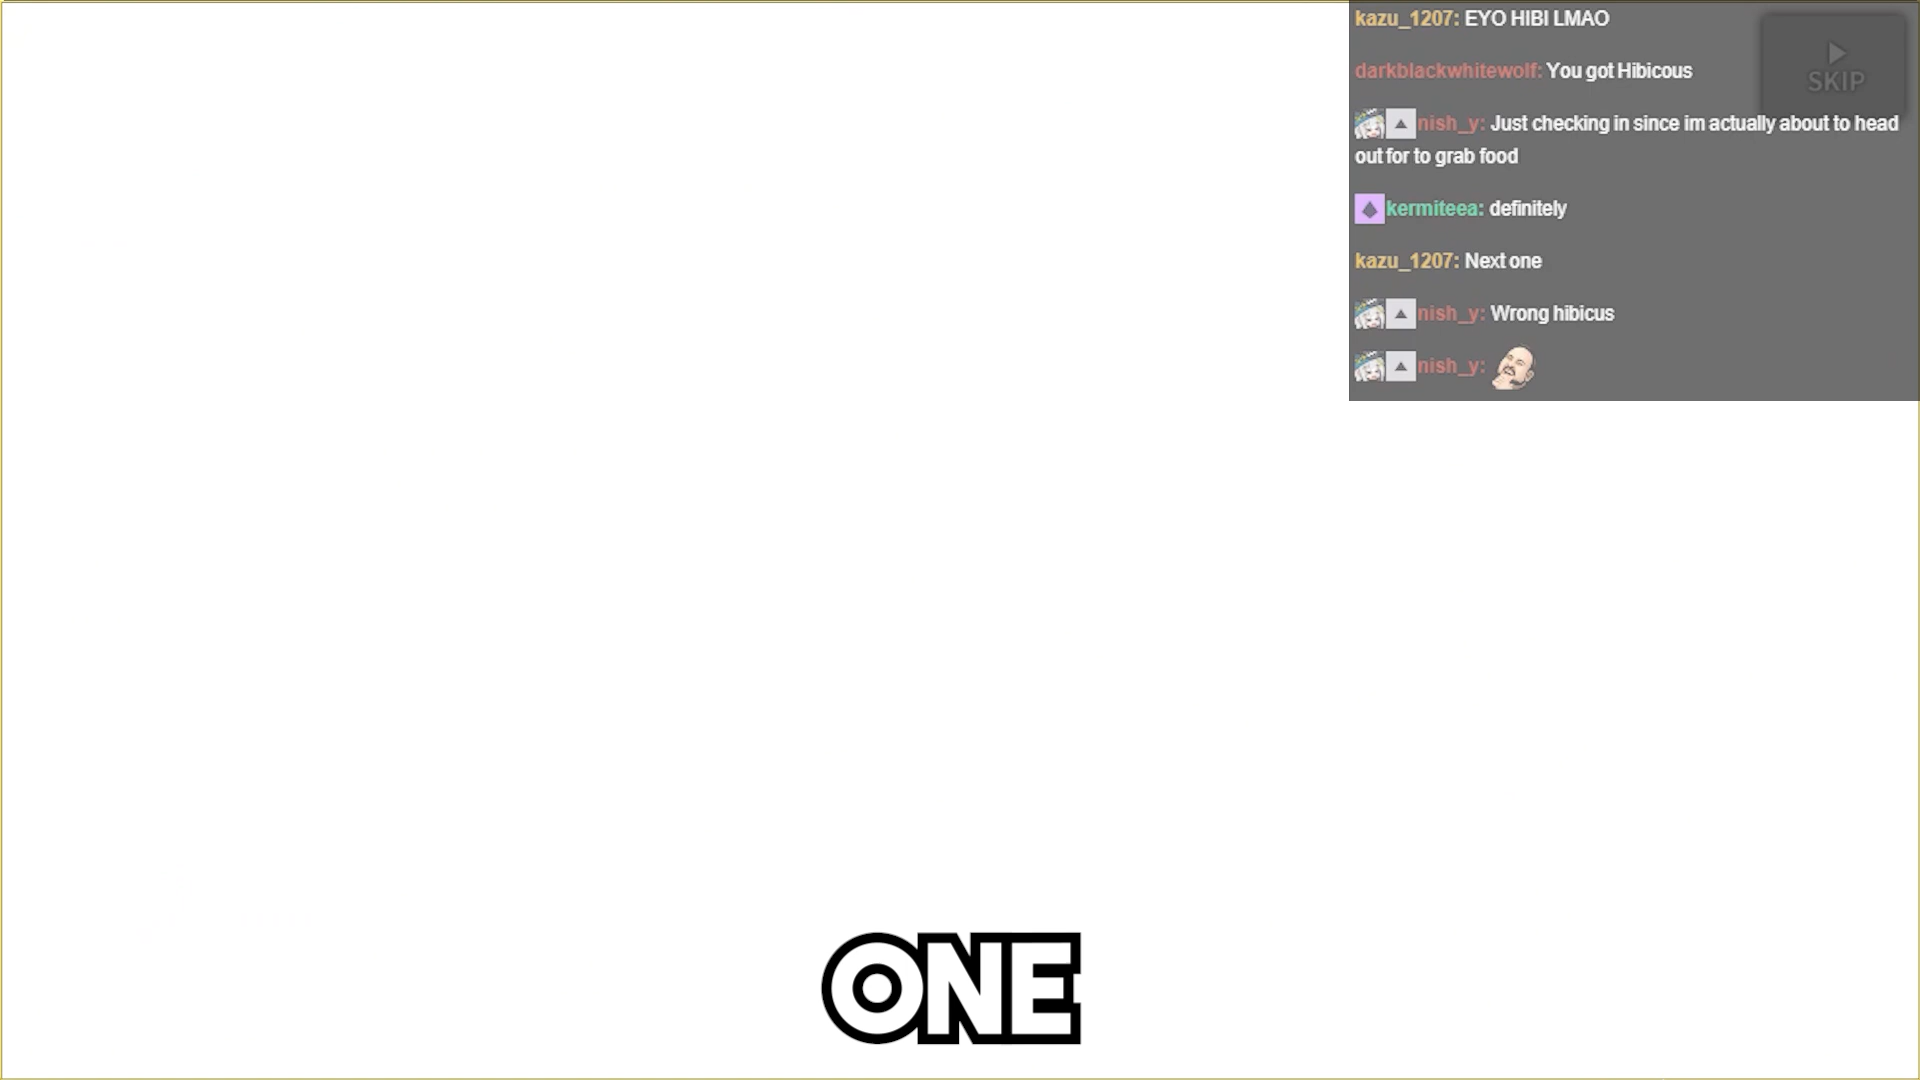 kazu_1207: EYO HIBI LMAO
SKIP
darkblackwhitewolf: You got Hibicous
nish_y: Just checking in since im actually about to head
out for to grab food
kermiteea: definitely
kazu_1207: Next one
nish_y: Wrong hibicus
nish_y:
ONE